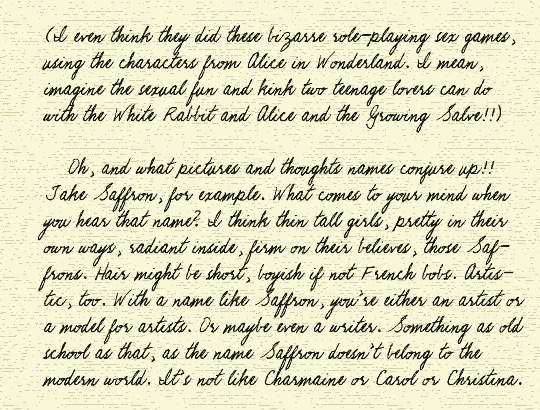 (I even think they did these bizarre role-playing sex games,
using the characters from Alice in Wonderland. I mean,
imagine the sexual fun and kink two teenage lovers can do
with the White Rabbit and Alice and the Growing Salve!!)
Oh, and what pictures and thoughts names conjure up!!
Take Saffron, for example. What comes to your mind when
you hear that name? I think thin tall girls, pretty in their
own ways, radiant inside, firm on their believes, those Saf-
frons. Hair might be short, boyish if not French bobs. Artis-
tic, too. With a name like Saffron, you're either an artist or
a model for artists. Or maybe even a writer. Something as old
school as that, as the name Saffron doesn't belong to the
modern world. It's not like Charmaine or Carol or Christina.